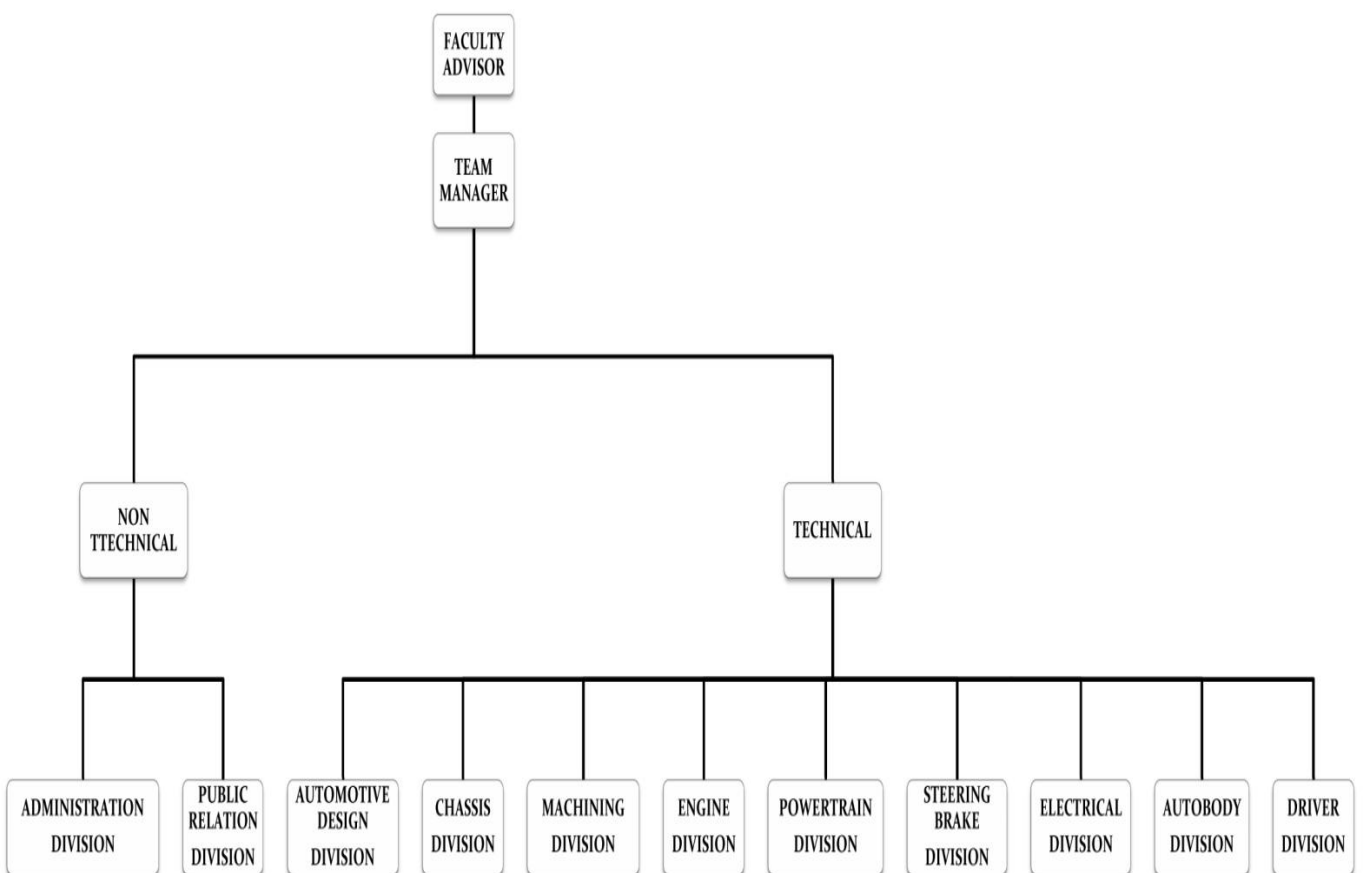 FACULTY
ADVISOR
TEAM
MANAGER
NON
TTECHNICAL
TECHNICAL
ADMINISTRATION
DIVISION
PUBLIC
RELATION
DIVISION
AUTOMOTIVE
DESIGN
DIVISION
CHASSIS
DIVISION
MACHINING
DIVISION
ENGINE
DIVISION
POWERTRAIN
DIVISION
STEERING
BRAKE
DIVISION
ELECTRICAL
DIVISION
AUTOBODY
DIVISION
DRIVER
DIVISION